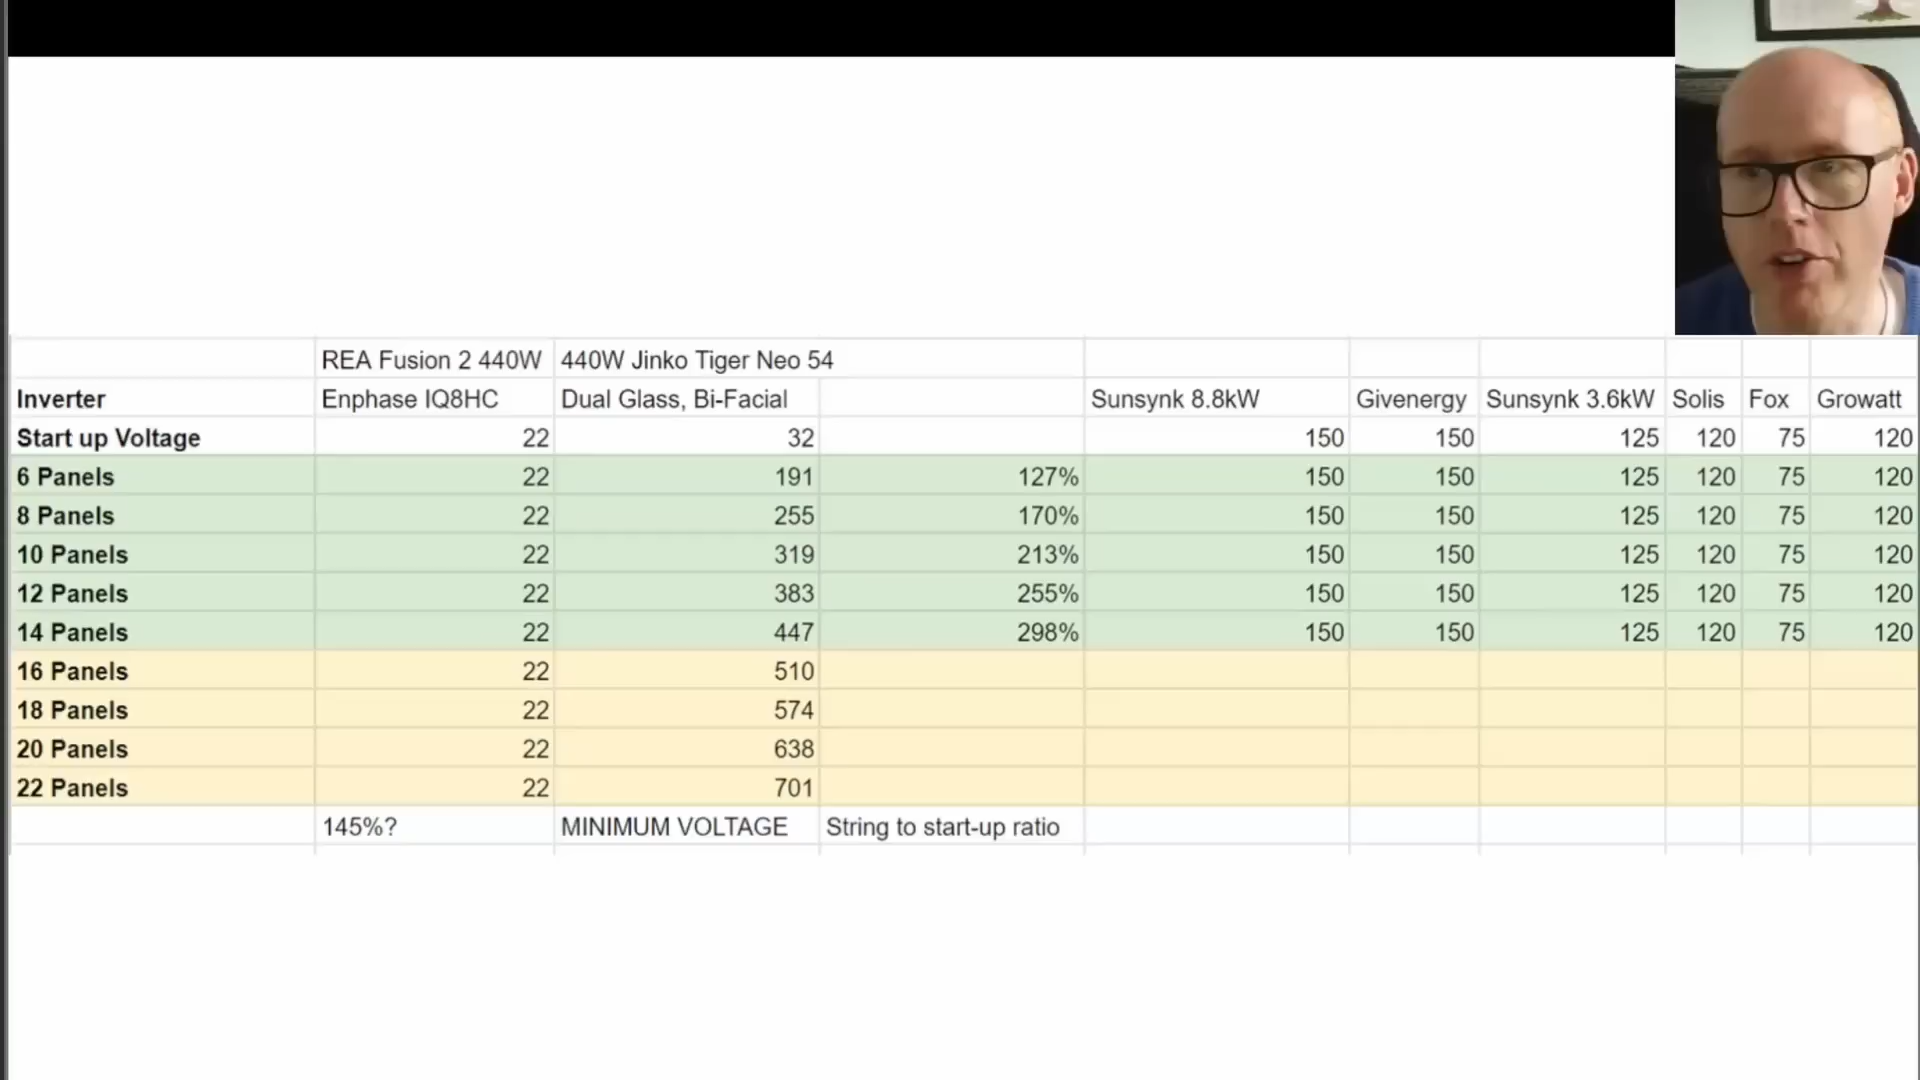 REA Fusion 2 440W 440W Jinko Tiger Neo 54
Inverter Enphase IQ8HC Dual Glass, Bi-Facial Sunsynk 8.8kW Givenergy Sunsynk 3.6kW Solis Fox Growatt
Start up Voltage 22 32 150 150 125 120 75 120
6 Panels 22 191 127% 150 150 125 120 75 120
8 Panels 22 255 170% 150 150 125 120 75 120
10 Panels 22 319 213% 150 150 125 120 75 120
12 Panels 22 383 255% 150 150 125 120 75 120
14 Panels 22 447 298% 150 150 125 120 75 120
16 Panels 22 510
18 Panels 22 574
20 Panels 22 638
22 Panels 22 701
145%? MINIMUM VOLTAGE String to start-up ratio